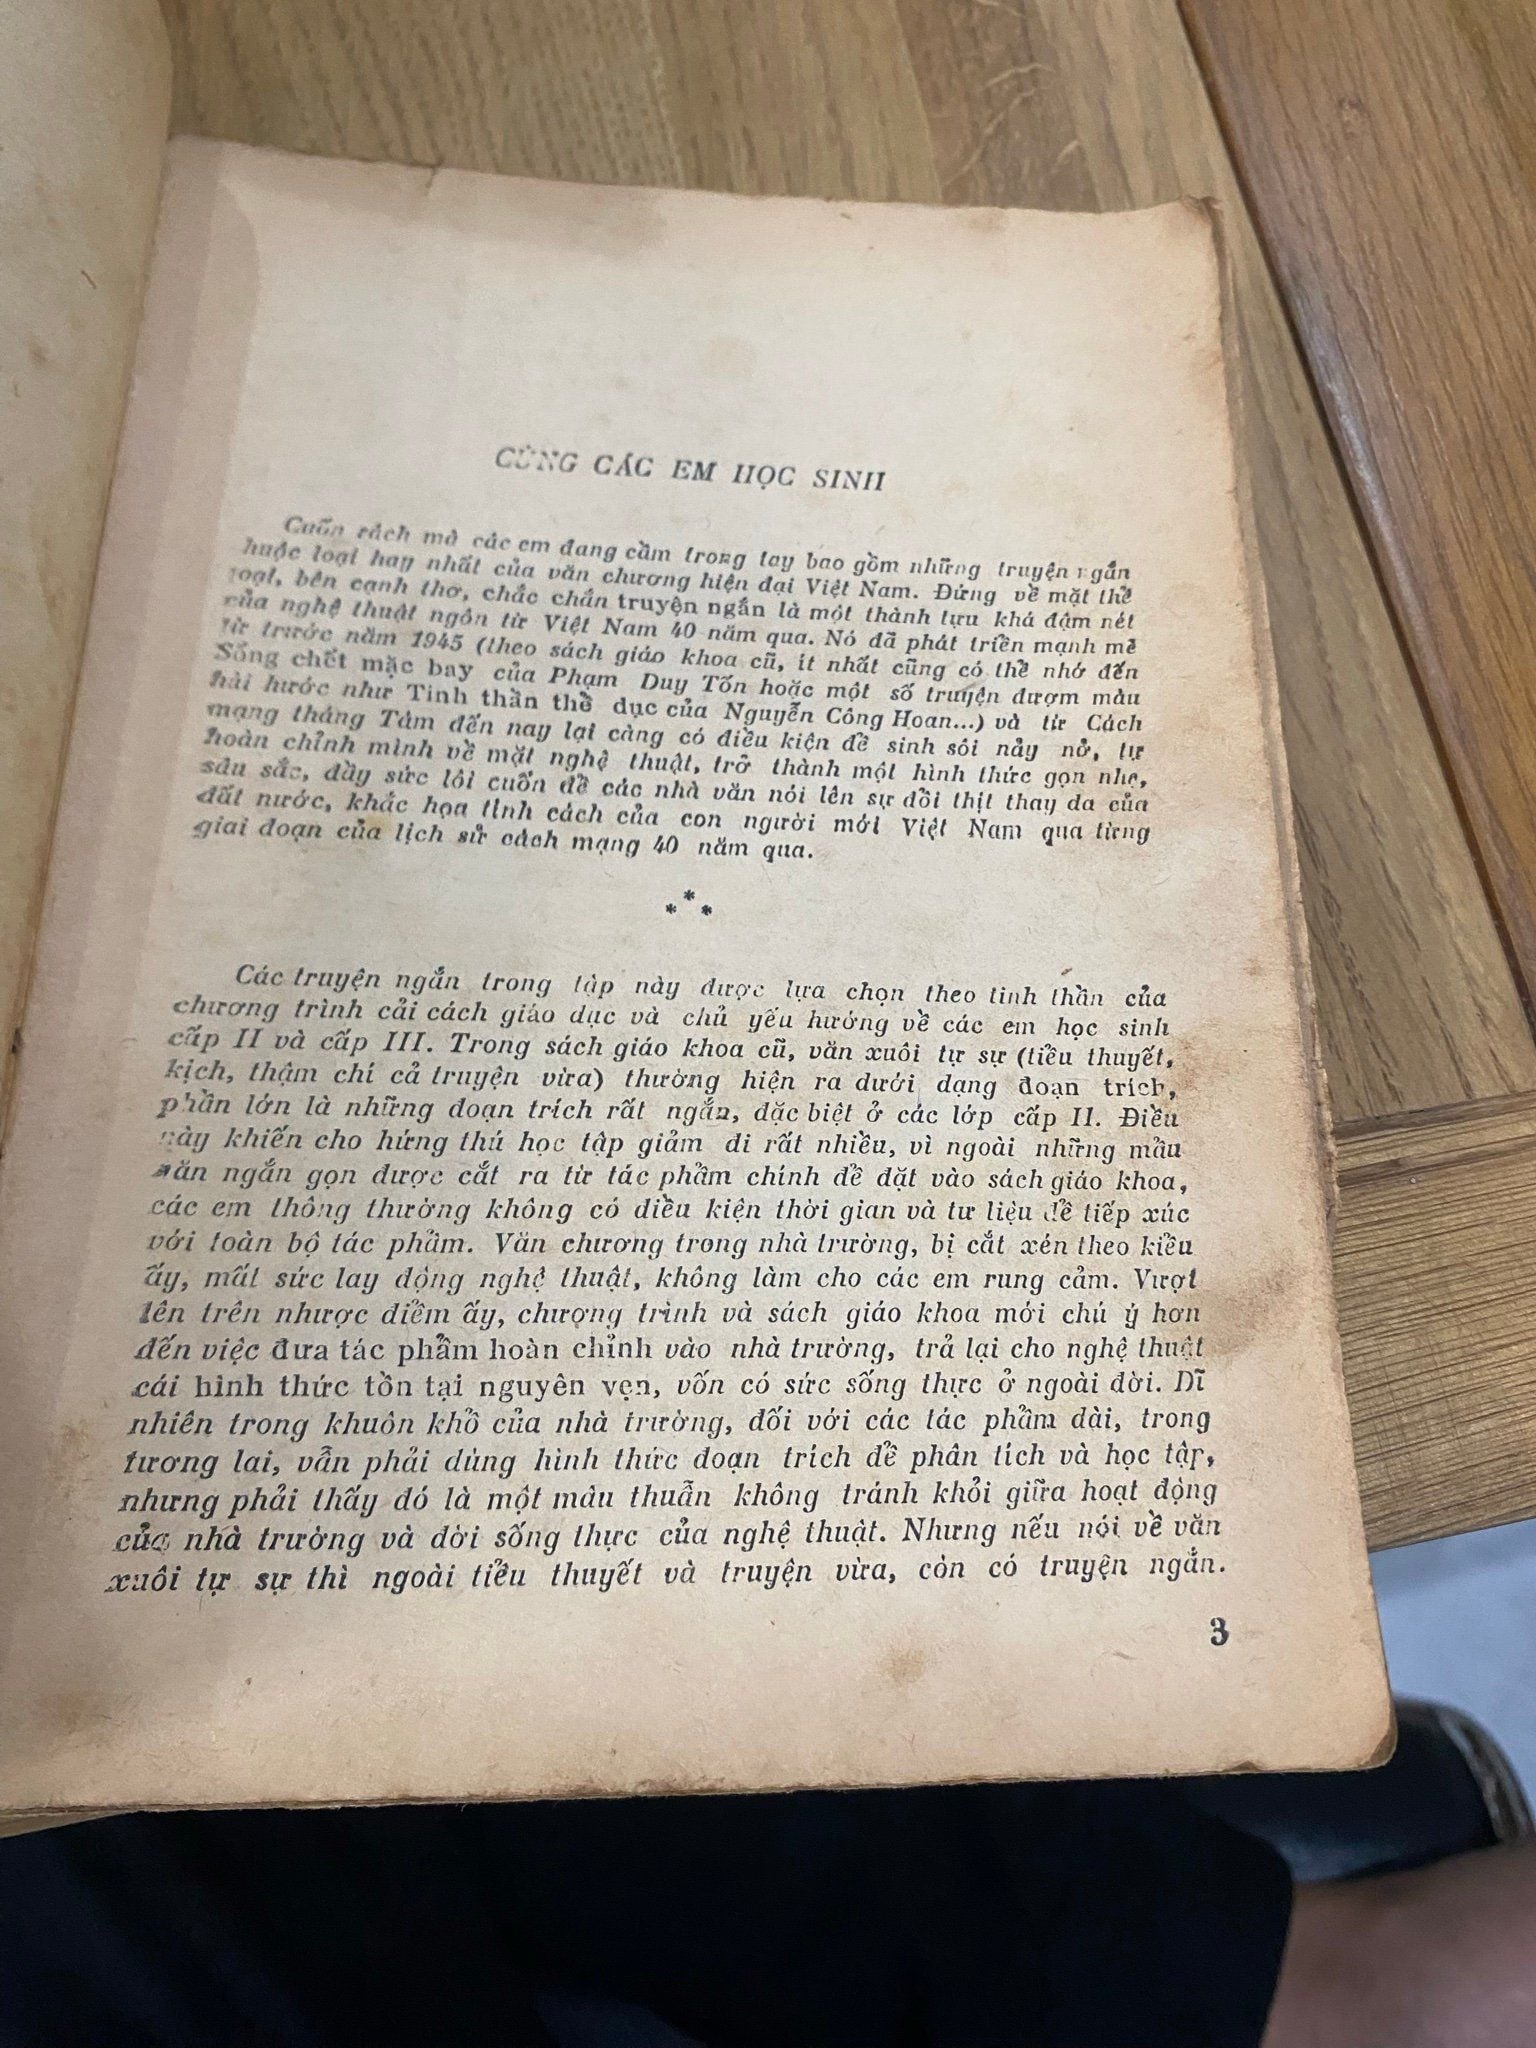 CÙNG CÁC EM HỌC SINH
Cuốn sách mà các em đang cầm trong tay bao gồm những truyện ngắn
thuộc loại hay nhất của văn chương hiện đại Việt Nam. Đứng về mặt thể
loại, bên cạnh thơ, chắc chắn truyện ngắn là một thành tựu khá đậm nét
của nghệ thuật ngôn từ Việt Nam 40 năm qua. Nó đã phát triển mạnh mẽ
từ trước năm 1945 (theo sách giáo khoa cũ, ít nhất cũng có thể nhớ đến
Sống chết mặc bay của Phạm Duy Tốn hoặc một số truyện đượm màu
hài hước như Tinh thần thể dục của Nguyễn Công Hoan...) và từ Cách
mạng tháng Tám đến nay lại càng có điều kiện để sinh sôi nảy nở, tự
hoàn chỉnh mình về mặt nghệ thuật, trở thành một hình thức gọn nhẹ,
sâu sắc, đầy sức lôi cuốn để các nhà văn nói lên sự đổi thịt thay da của
đất nước, khắc họa tính cách của con người mới Việt Nam qua từng
giai đoạn của lịch sử cách mạng 40 năm qua.
***
Các truyện ngắn trong tập này được lựa chọn theo tinh thần của
chương trình cải cách giáo dục và chủ yếu hướng về các em học sinh
cấp II và cấp III. Trong sách giáo khoa cũ, văn xuôi tự sự (tiểu thuyết,
kịch, thậm chí cả truyện vừa) thường hiện ra dưới dạng đoạn trích,
phần lớn là những đoạn trích rất ngắn, đặc biệt ở các lớp cấp II. Điều
này khiến cho hứng thú học tập giảm đi rất nhiều, vì ngoài những mẩu
văn ngắn gọn được cắt ra từ tác phẩm chính để đặt vào sách giáo khoa,
các em thông thường không có điều kiện thời gian và tư liệu để tiếp xúc
với toàn bộ tác phẩm. Văn chương trong nhà trường, bị cắt xén theo kiểu
ấy, mất sức lay động nghệ thuật, không làm cho các em rung cảm. Vượt
lên trên nhược điểm ấy, chương trình và sách giáo khoa mới chú ý hơn
đến việc đưa tác phẩm hoàn chỉnh vào nhà trường, trả lại cho nghệ thuật
cái hình thức tồn tại nguyên vẹn, vốn có sức sống thực ở ngoài đời. Dĩ
nhiên trong khuôn khổ của nhà trường, đối với các tác phẩm dài, trong
tương lai, vẫn phải dùng hình thức đoạn trích để phân tích và học tập,
nhưng phải thấy đó là một mâu thuẫn không tránh khỏi giữa hoạt động
của nhà trường và đời sống thực của nghệ thuật. Nhưng nếu nói về văn
xuôi tự sự thì ngoài tiểu thuyết và truyện vừa, còn có truyện ngắn.
3